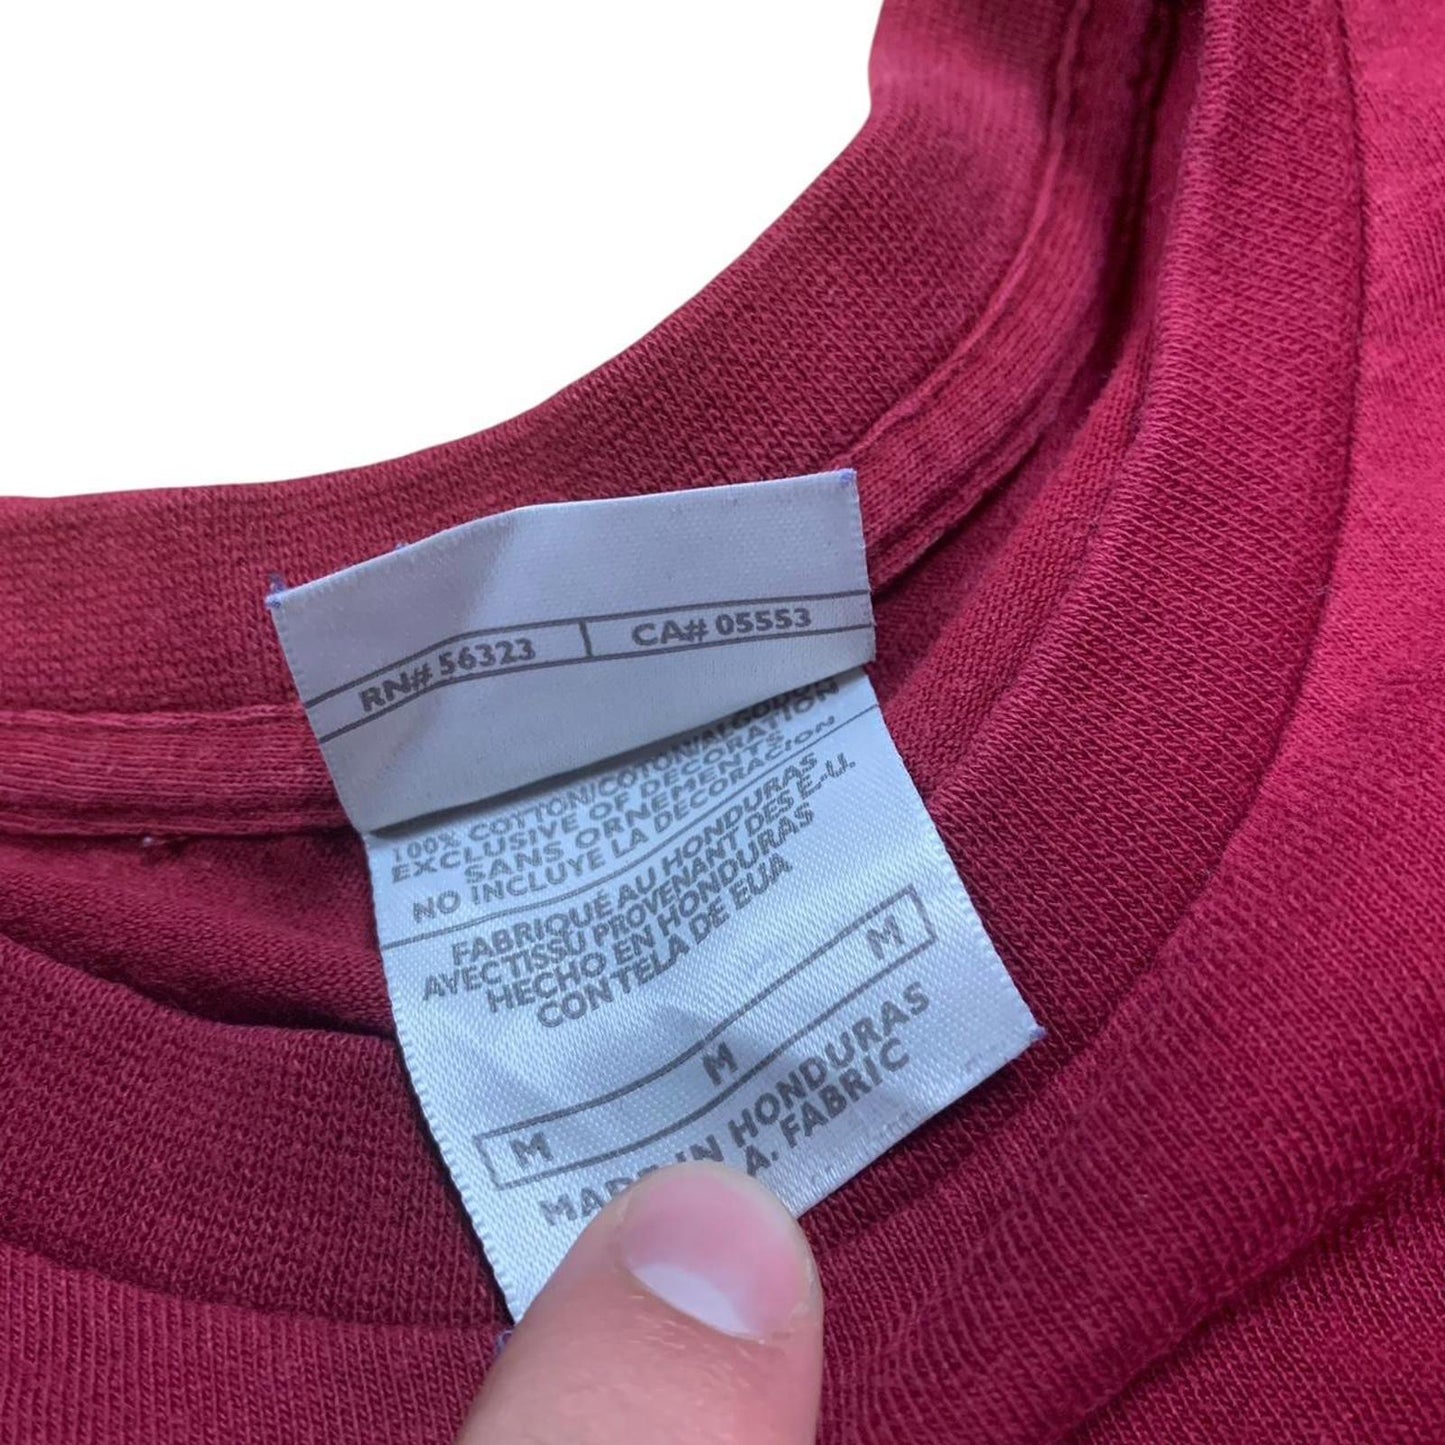 RN# 56323 CA# 05553
100% COTTON/COTON/ALGODON
EXCLUSIVE OF DECORATION
SANS ORNEMENTS
NO INCLUYE LA DECORACION
FABRIQUÉ AU HONDURAS
AVEC TISSU PROVENANT DES E.-U.
HECHO EN HONDURAS
CON TELA DE EUA
M M M
MADE IN HONDURAS
A. FABRIC